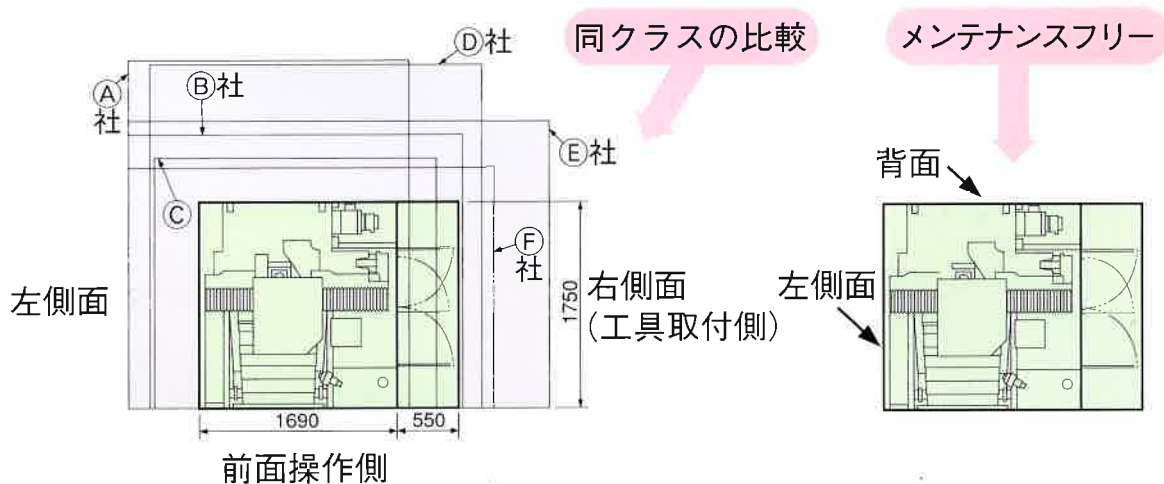 同クラスの比較
メンテナンスフリー
Ⓓ社
Ⓐ
社
Ⓑ社
Ⓔ社
Ⓒ
Ⓕ
社
左側面
1750
右側面
(工具取付側)
1690
550
前面操作側
背面
左側面